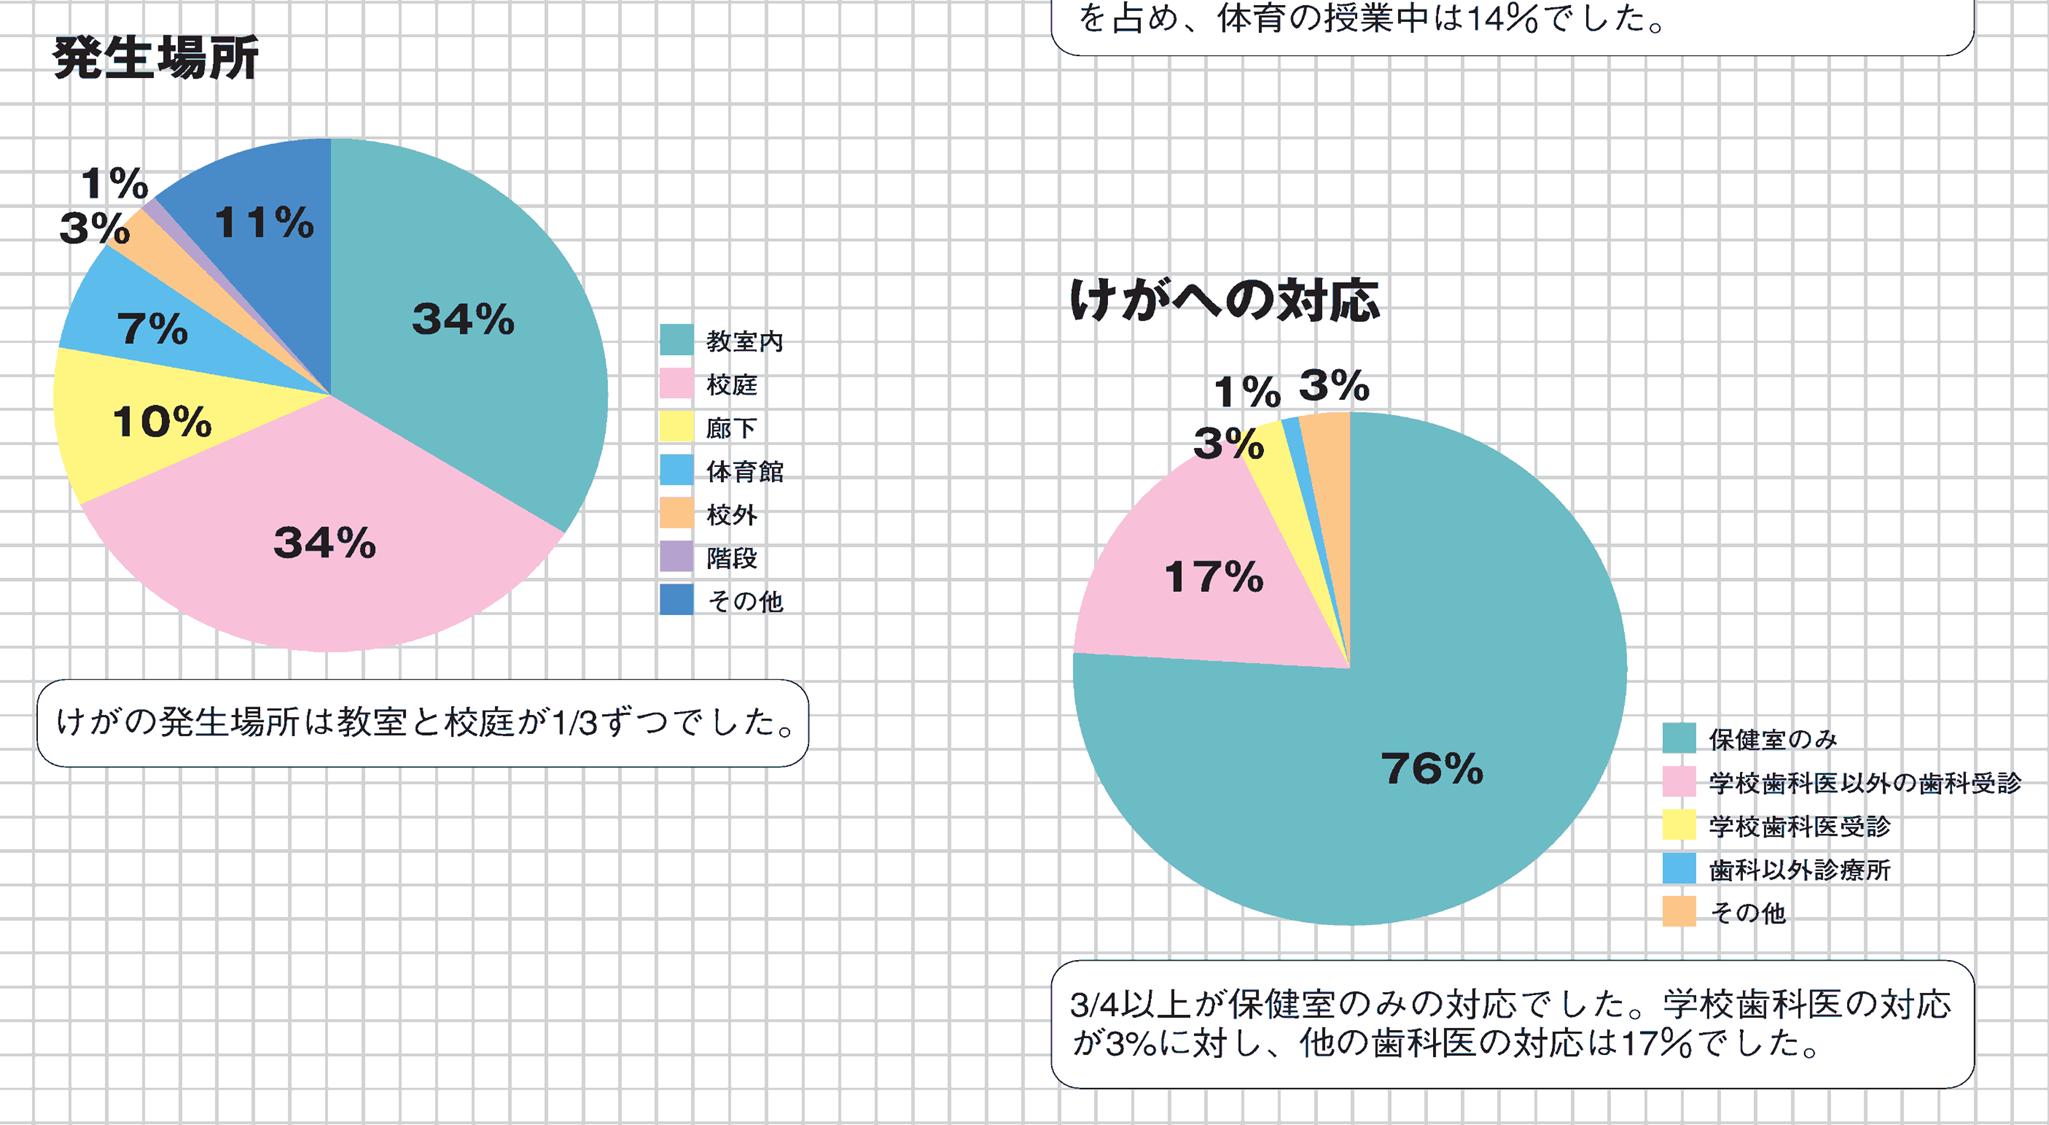 を占め、体育の授業中は14%でした。
発生場所
1%
3%
11%
34%
7%
10%
34%
教室内
校庭
廊下
体育館
校外
階段
その他
けがの発生場所は教室と校庭が1/3ずつでした。
けがへの対応
1%
3%
3%
17%
76%
保健室のみ
学校歯科医以外の歯科受診
学校歯科医受診
歯科以外診療所
その他
3/4以上が保健室のみの対応でした。学校歯科医の対応
が3%に対し、他の歯科医の対応は17%でした。